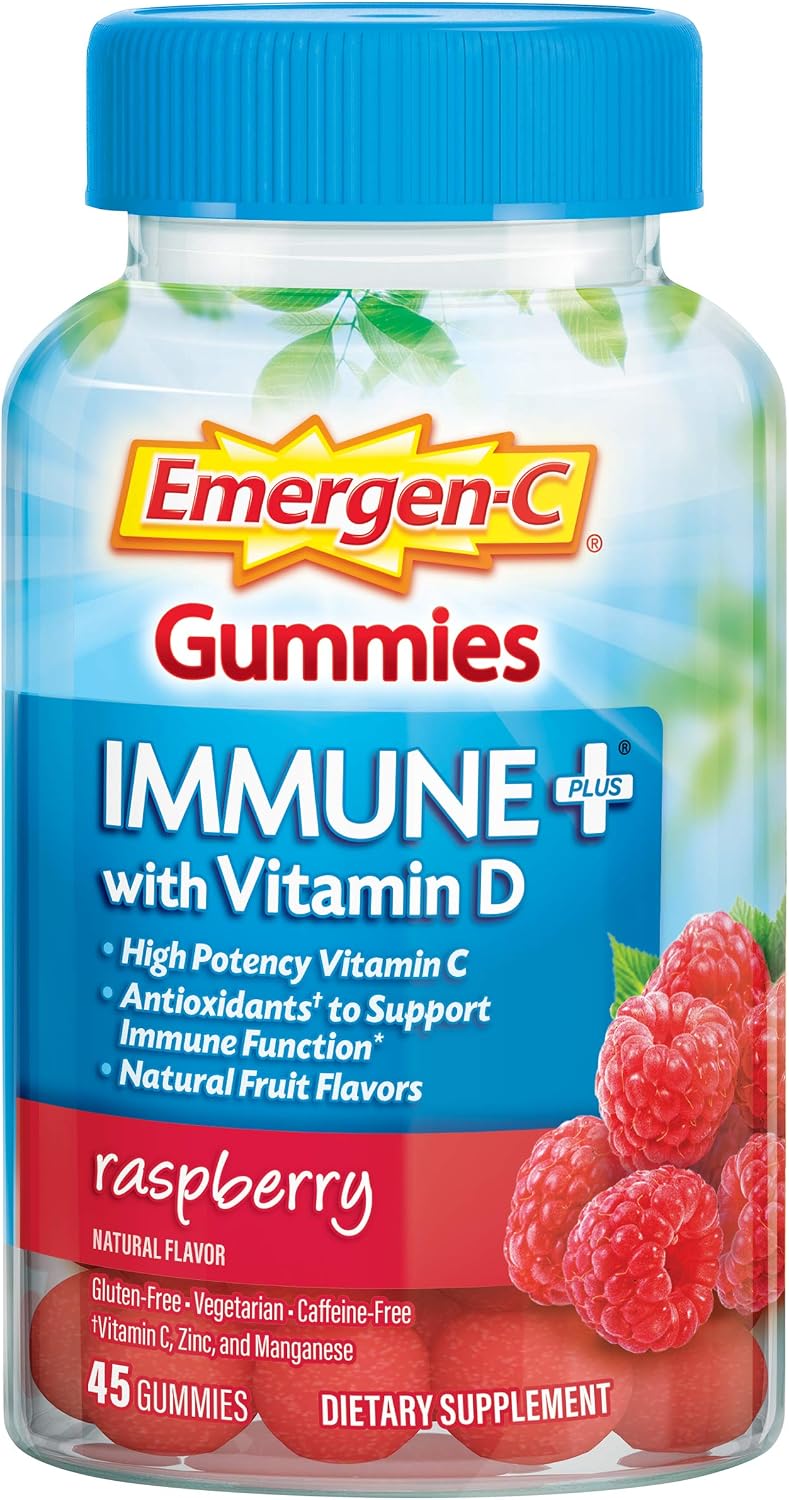 Emergen-C®
Gummies
IMMUNE+®
PLUS
with Vitamin D
• High Potency Vitamin C
• Antioxidants† to Support
Immune Function*
• Natural Fruit Flavors
raspberry
NATURAL FLAVOR
Gluten-Free • Vegetarian • Caffeine-Free
†Vitamin C, Zinc, and Manganese
45 GUMMIES
DIETARY SUPPLEMENT